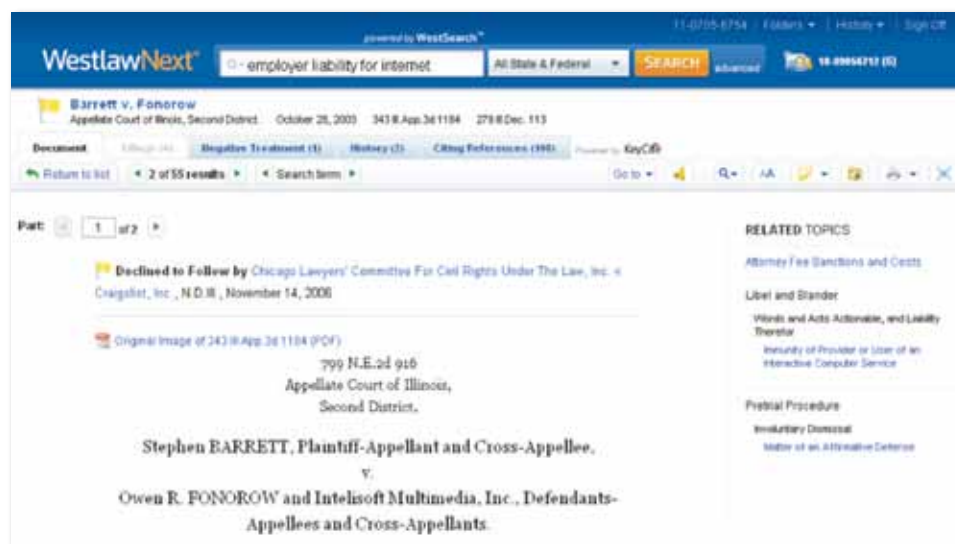 powered by WestSearch™
Folders History Sign Off
WestlawNext™ employer liability for internet All State & Federal SEARCH advanced
Barrett v. Fonorow
Appellate Court of Illinois, Second District. October 28, 2003 343 Ill.App.3d 1184 279 Ill.Dec. 113
Document Filings (4) Negative Treatment (1) History (2) Citing References Powered by KeyCite
Return to list 2 of 55 results Search term Go to
Part: 1 of 2
RELATED TOPICS
Declined to Follow by Chicago Lawyers' Committee For Civil Rights Under The Law, Inc. v.
Craigslist, Inc., N.D.Ill., November 14, 2006
Attorney Fee Sanctions and Costs
Original Image of 343 Ill.App.3d 1184 (PDF)
Libel and Slander
Words and Acts Actionable, and Liability
Therefor
Immunity of Provider or User of an
Interactive Computer Service
799 N.E.2d 916
Appellate Court of Illinois,
Second District.
Pretrial Procedure
Involuntary Dismissal
Matter of an Affirmative Defense
Stephen BARRETT, Plaintiff-Appellant and Cross-Appellee,
v.
Owen R. FONOROW and Intelisoft Multimedia, Inc., Defendants-
Appellees and Cross-Appellants.